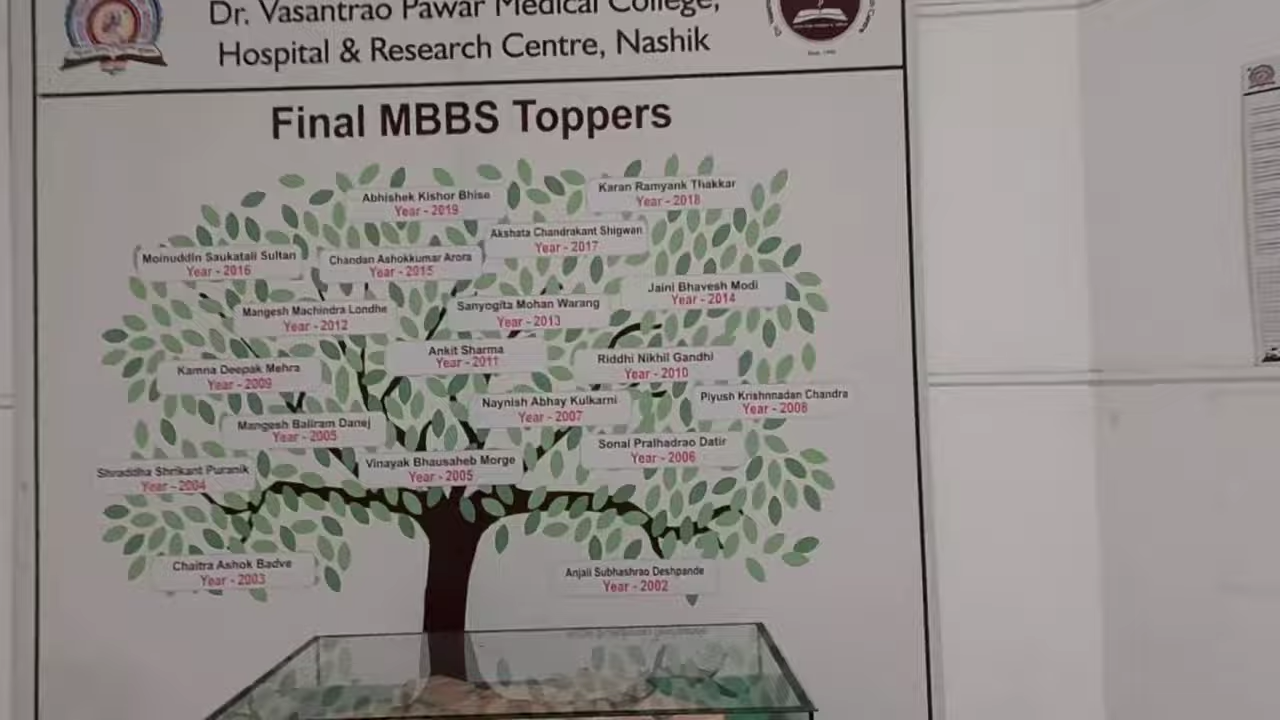 Dr. Vasantrao Pawar Medical College,
Hospital & Research Centre, Nashik
Final MBBS Toppers
Abhishek Kishor Bhise
Year - 2019
Karan Ramyank Thakkar
Year - 2018
Akshata Chandrakant Shigwan
Year - 2017
Moinuddin Saukatali Sultan
Year - 2016
Chandan Ashokkumar Arora
Year - 2015
Jaini Bhavesh Modi
Year - 2014
Mangesh Machindra Londhe
Year - 2012
Sanyogita Mohan Warang
Year - 2013
Ankit Sharma
Year - 2011
Riddhi Nikhil Gandhi
Year - 2010
Kamna Deepak Mehra
Year - 2009
Naynish Abhay Kulkarni
Year - 2007
Piyush Krishnnadan Chandra
Year - 2008
Mangesh Baliram Danej
Year - 2005
Sonal Pralhadrao Datir
Year - 2006
Vinayak Bhausaheb Morge
Year - 2005
Shraddha Shrikant Puranik
Year - 2004
Chaitra Ashok Badve
Year - 2003
Anjali Subhashrao Deshpande
Year - 2002